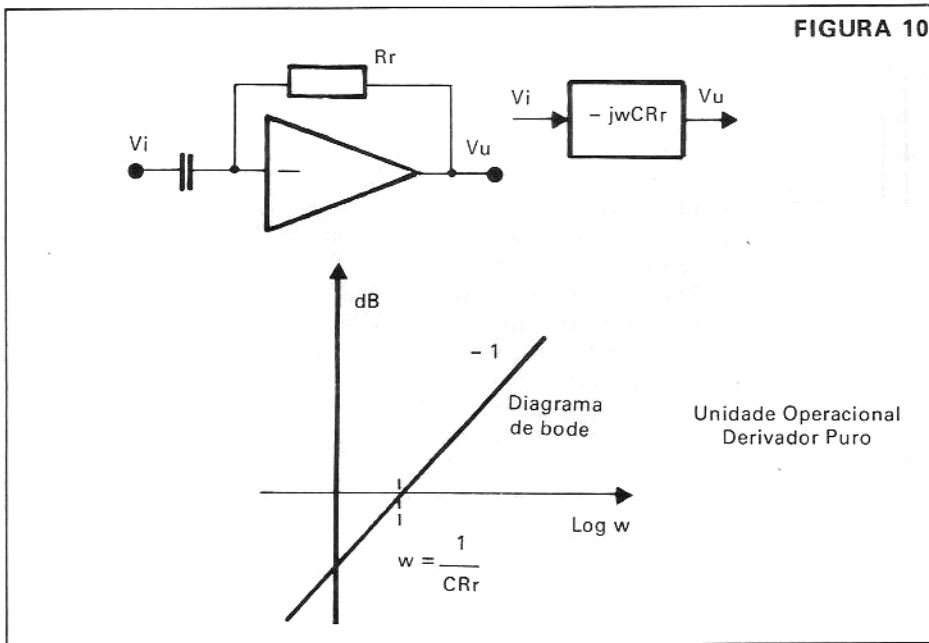 FIGURA 10
Rr
Vi
Vu
Vi
- jwCRr
Vu
dB
- 1
Diagrama
de bode
Unidade Operacional
Derivador Puro
Log w
w = 1
CRr